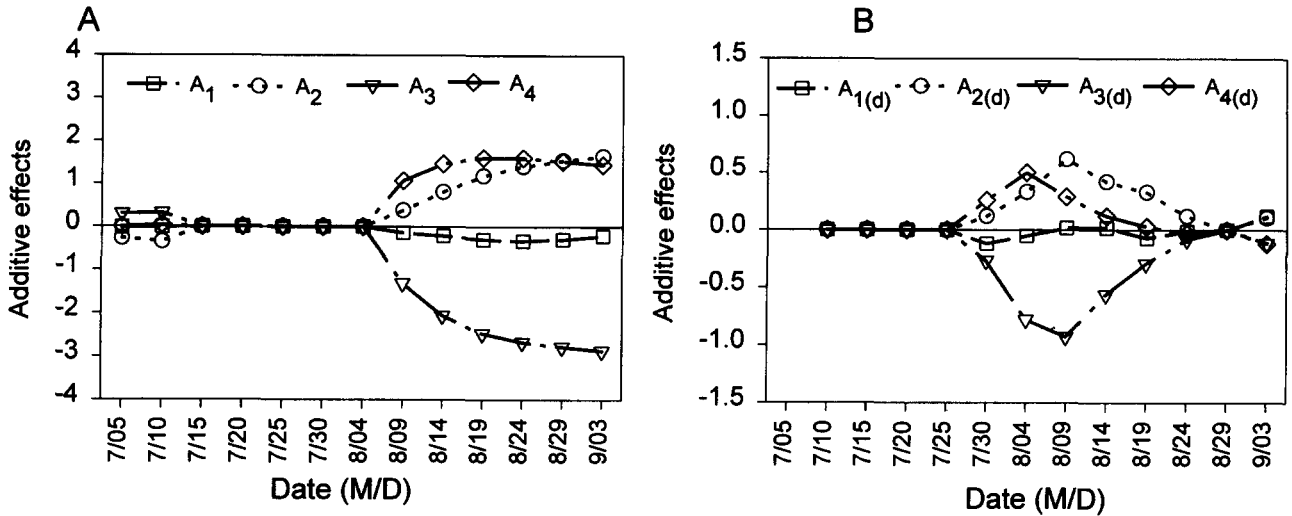 A
4
3
2
1
0
-1
-2
-3
-4
Additive effects
A1 A2 A3 A4
7/05 7/10 7/15 7/20 7/25 7/30 8/04 8/09 8/14 8/19 8/24 8/29 9/03
Date (M/D)
B
1.5
1.0
0.5
0.0
-0.5
-1.0
-1.5
Additive effects
A1(d) A2(d) A3(d) A4(d)
7/05 7/10 7/15 7/20 7/25 7/30 8/04 8/09 8/14 8/19 8/24 8/29 9/03
Date (M/D)